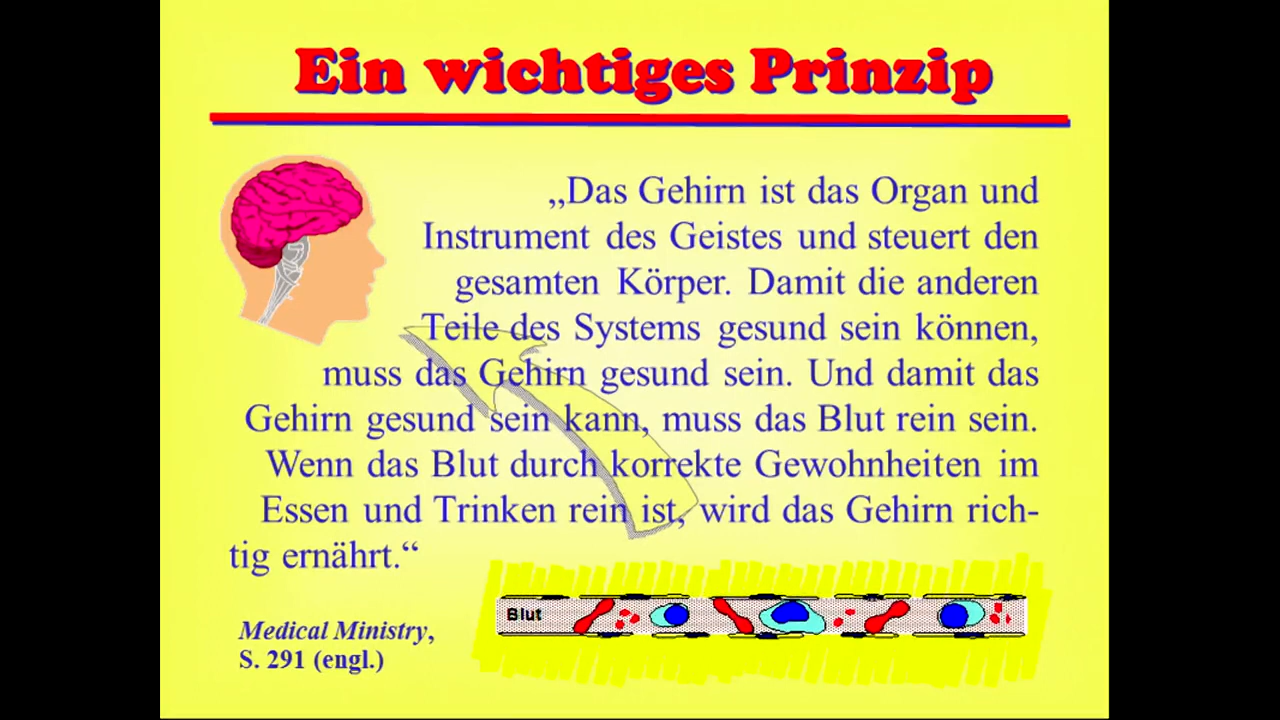 Ein wichtiges Prinzip
„Das Gehirn ist das Organ und
Instrument des Geistes und steuert den
gesamten Körper. Damit die anderen
Teile des Systems gesund sein können,
muss das Gehirn gesund sein. Und damit das
Gehirn gesund sein kann, muss das Blut rein sein.
Wenn das Blut durch korrekte Gewohnheiten im
Essen und Trinken rein ist, wird das Gehirn rich-
tig ernährt.“
Blut
Medical Ministry,
S. 291 (engl.)